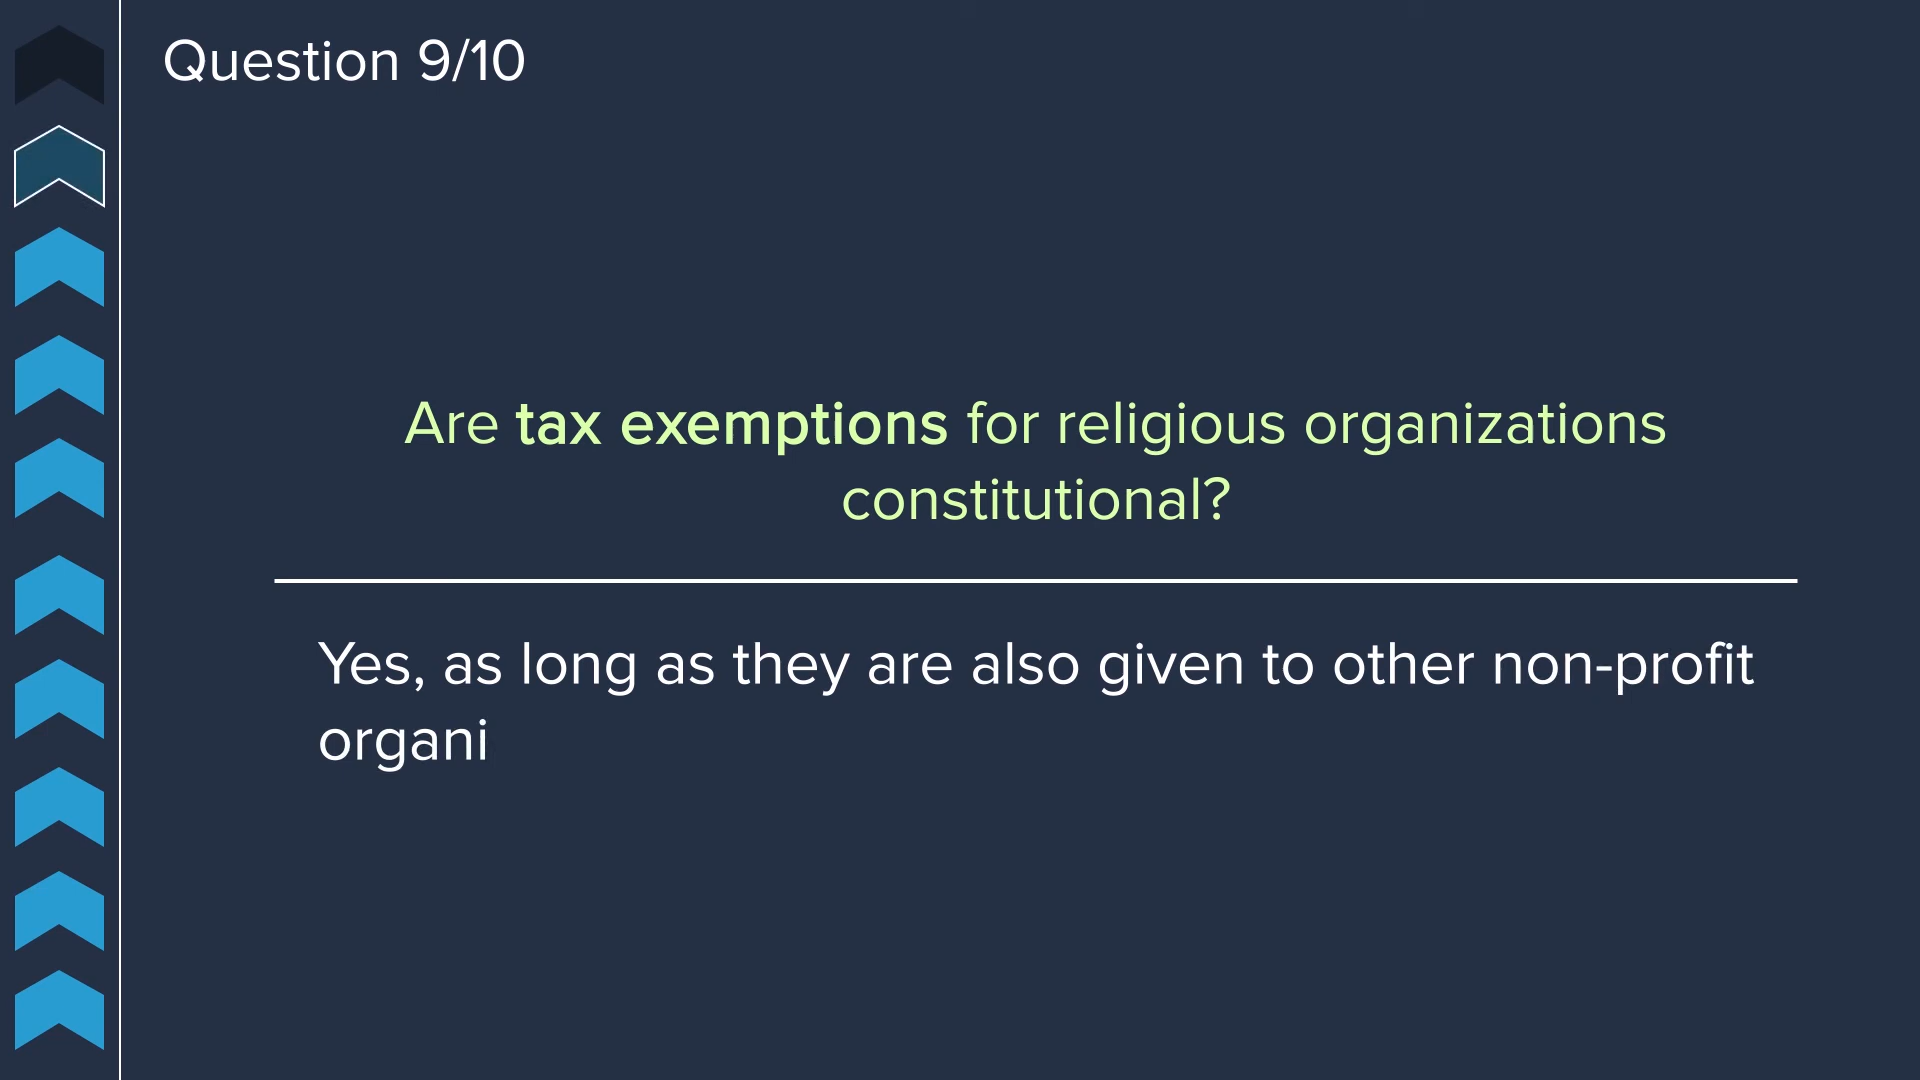 Question 9/10
Are tax exemptions for religious organizations
constitutional?
Yes, as long as they are also given to other non-profit
organi